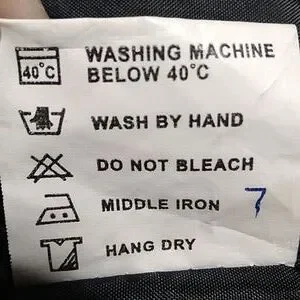 40°C WASHING MACHINE
BELOW 40°C
WASH BY HAND
DO NOT BLEACH
MIDDLE IRON 7
HANG DRY